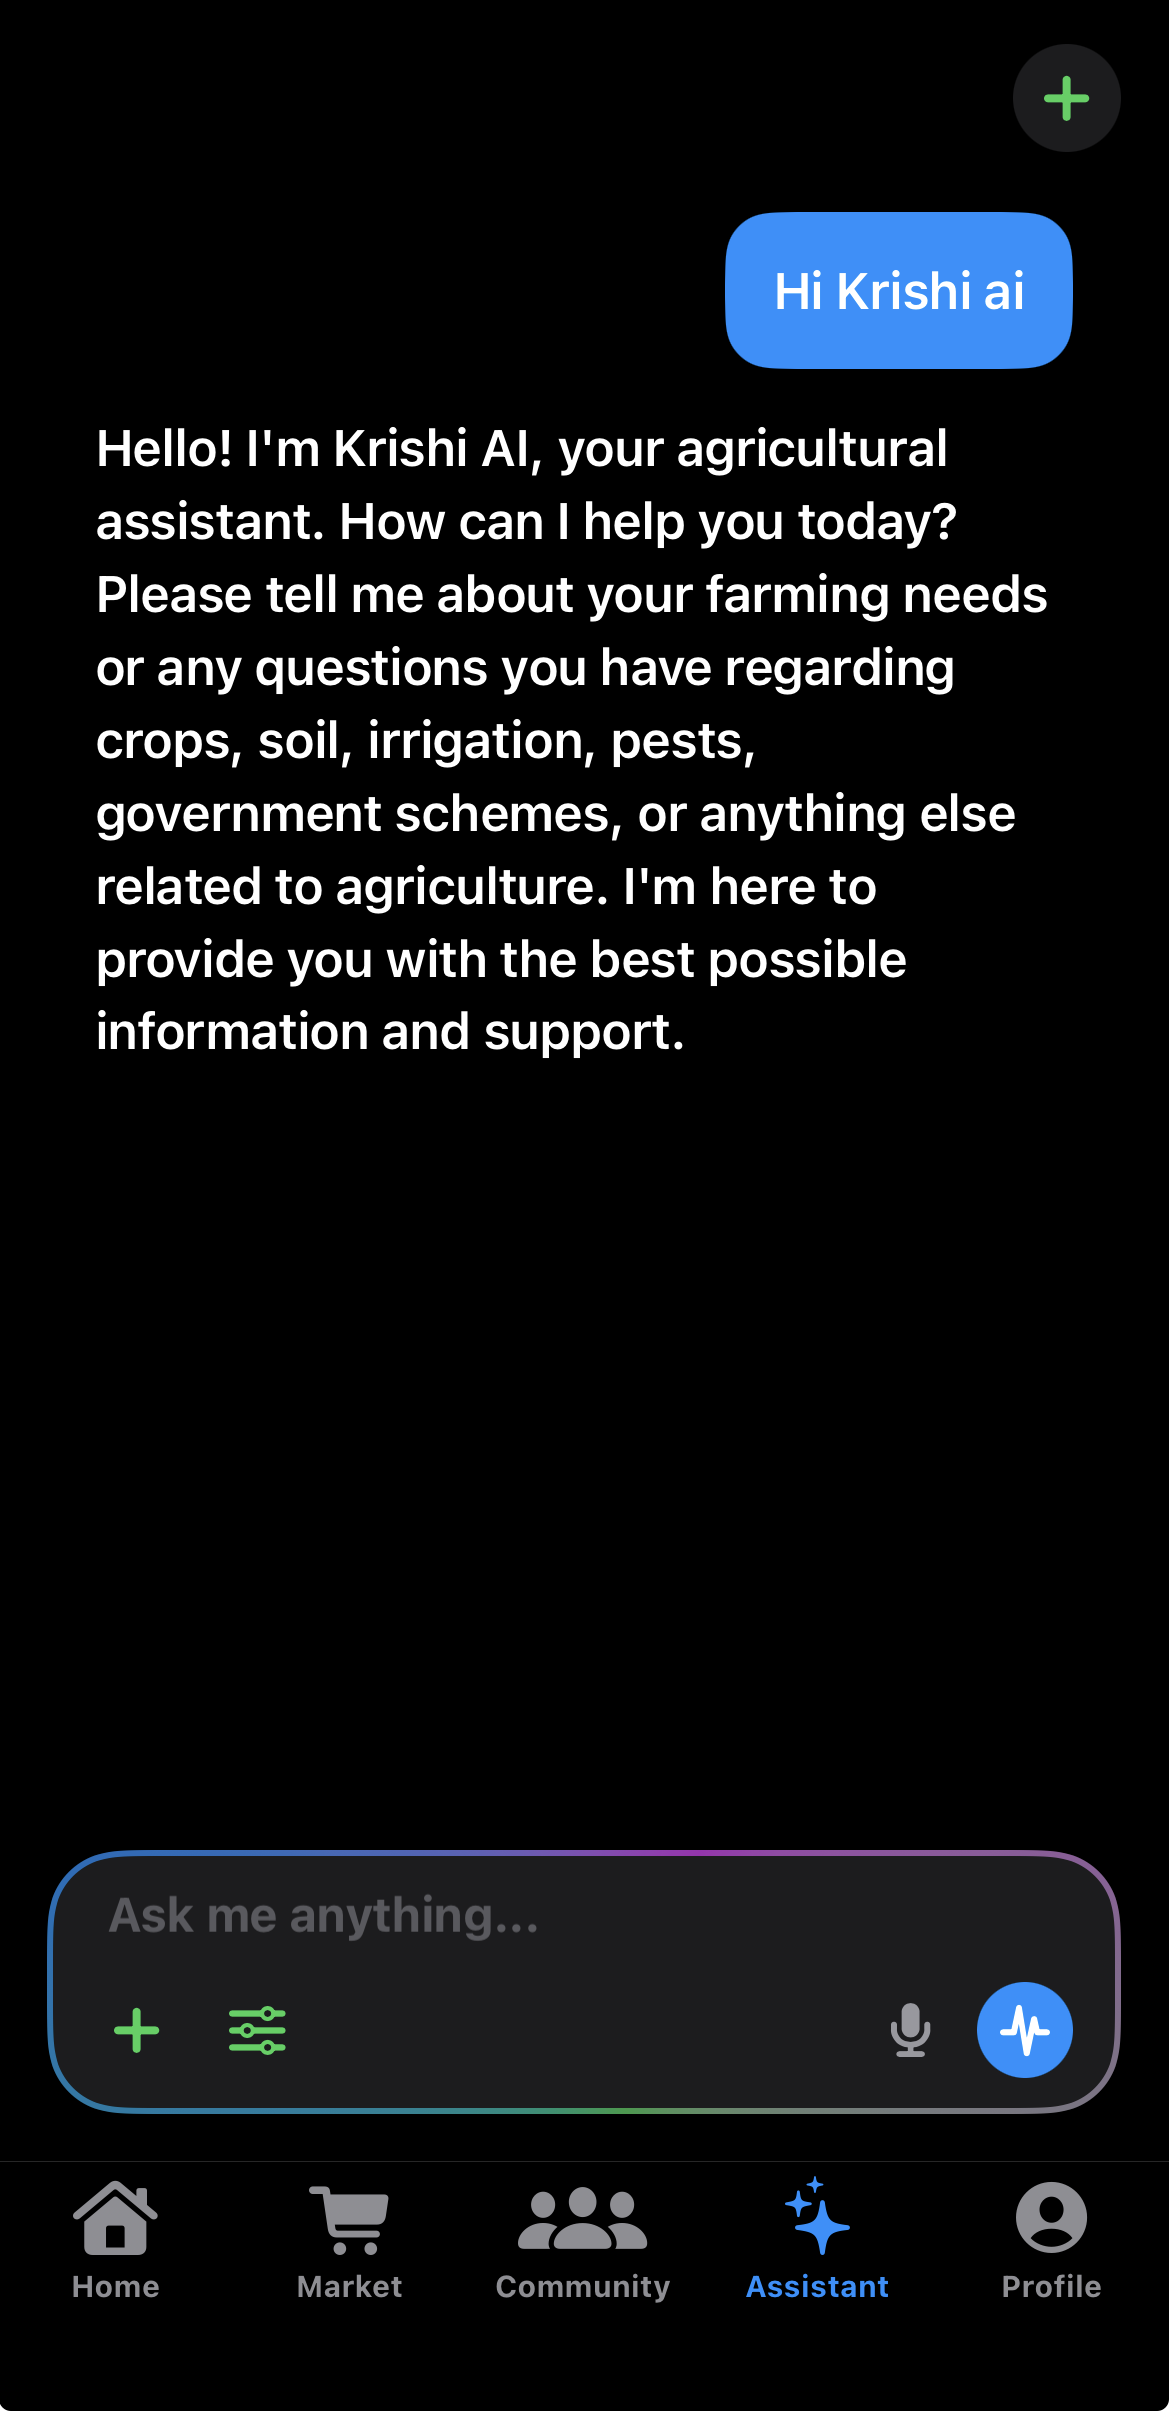 Hi Krishi ai
Hello! I'm Krishi AI, your agricultural
assistant. How can I help you today?
Please tell me about your farming needs
or any questions you have regarding
crops, soil, irrigation, pests,
government schemes, or anything else
related to agriculture. I'm here to
provide you with the best possible
information and support.
Ask me anything...
Home Market Community Assistant Profile